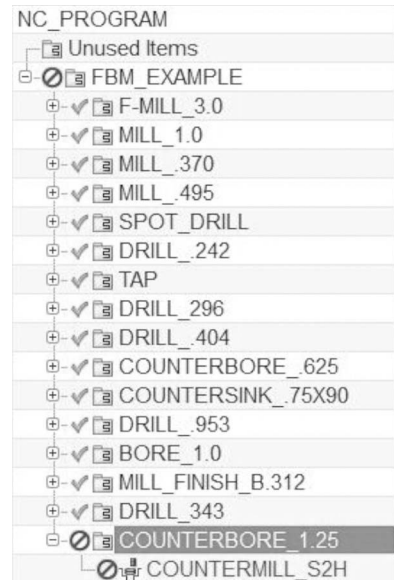 NC_PROGRAM
Unused Items
FBM_EXAMPLE
F-MILL_3.0
MILL_1.0
MILL_.370
MILL_.495
SPOT_DRILL
DRILL_.242
TAP
DRILL_296
DRILL_.404
COUNTERBORE_.625
COUNTERSINK_.75X90
DRILL_.953
BORE_1.0
MILL_FINISH_B.312
DRILL_343
COUNTERBORE_1.25
COUNTERMILL_S2H